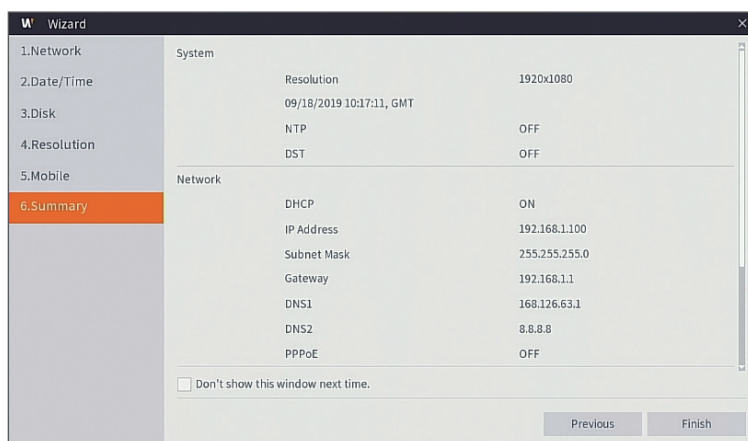 W Wizard ×
1.Network
2.Date/Time
3.Disk
4.Resolution
5.Mobile
6.Summary
System
Resolution 1920x1080
09/18/2019 10:17:11, GMT
NTP OFF
DST OFF
Network
DHCP ON
IP Address 192.168.1.100
Subnet Mask 255.255.255.0
Gateway 192.168.1.1
DNS1 168.126.63.1
DNS2 8.8.8.8
PPPoE OFF
Don't show this window next time.
Previous Finish